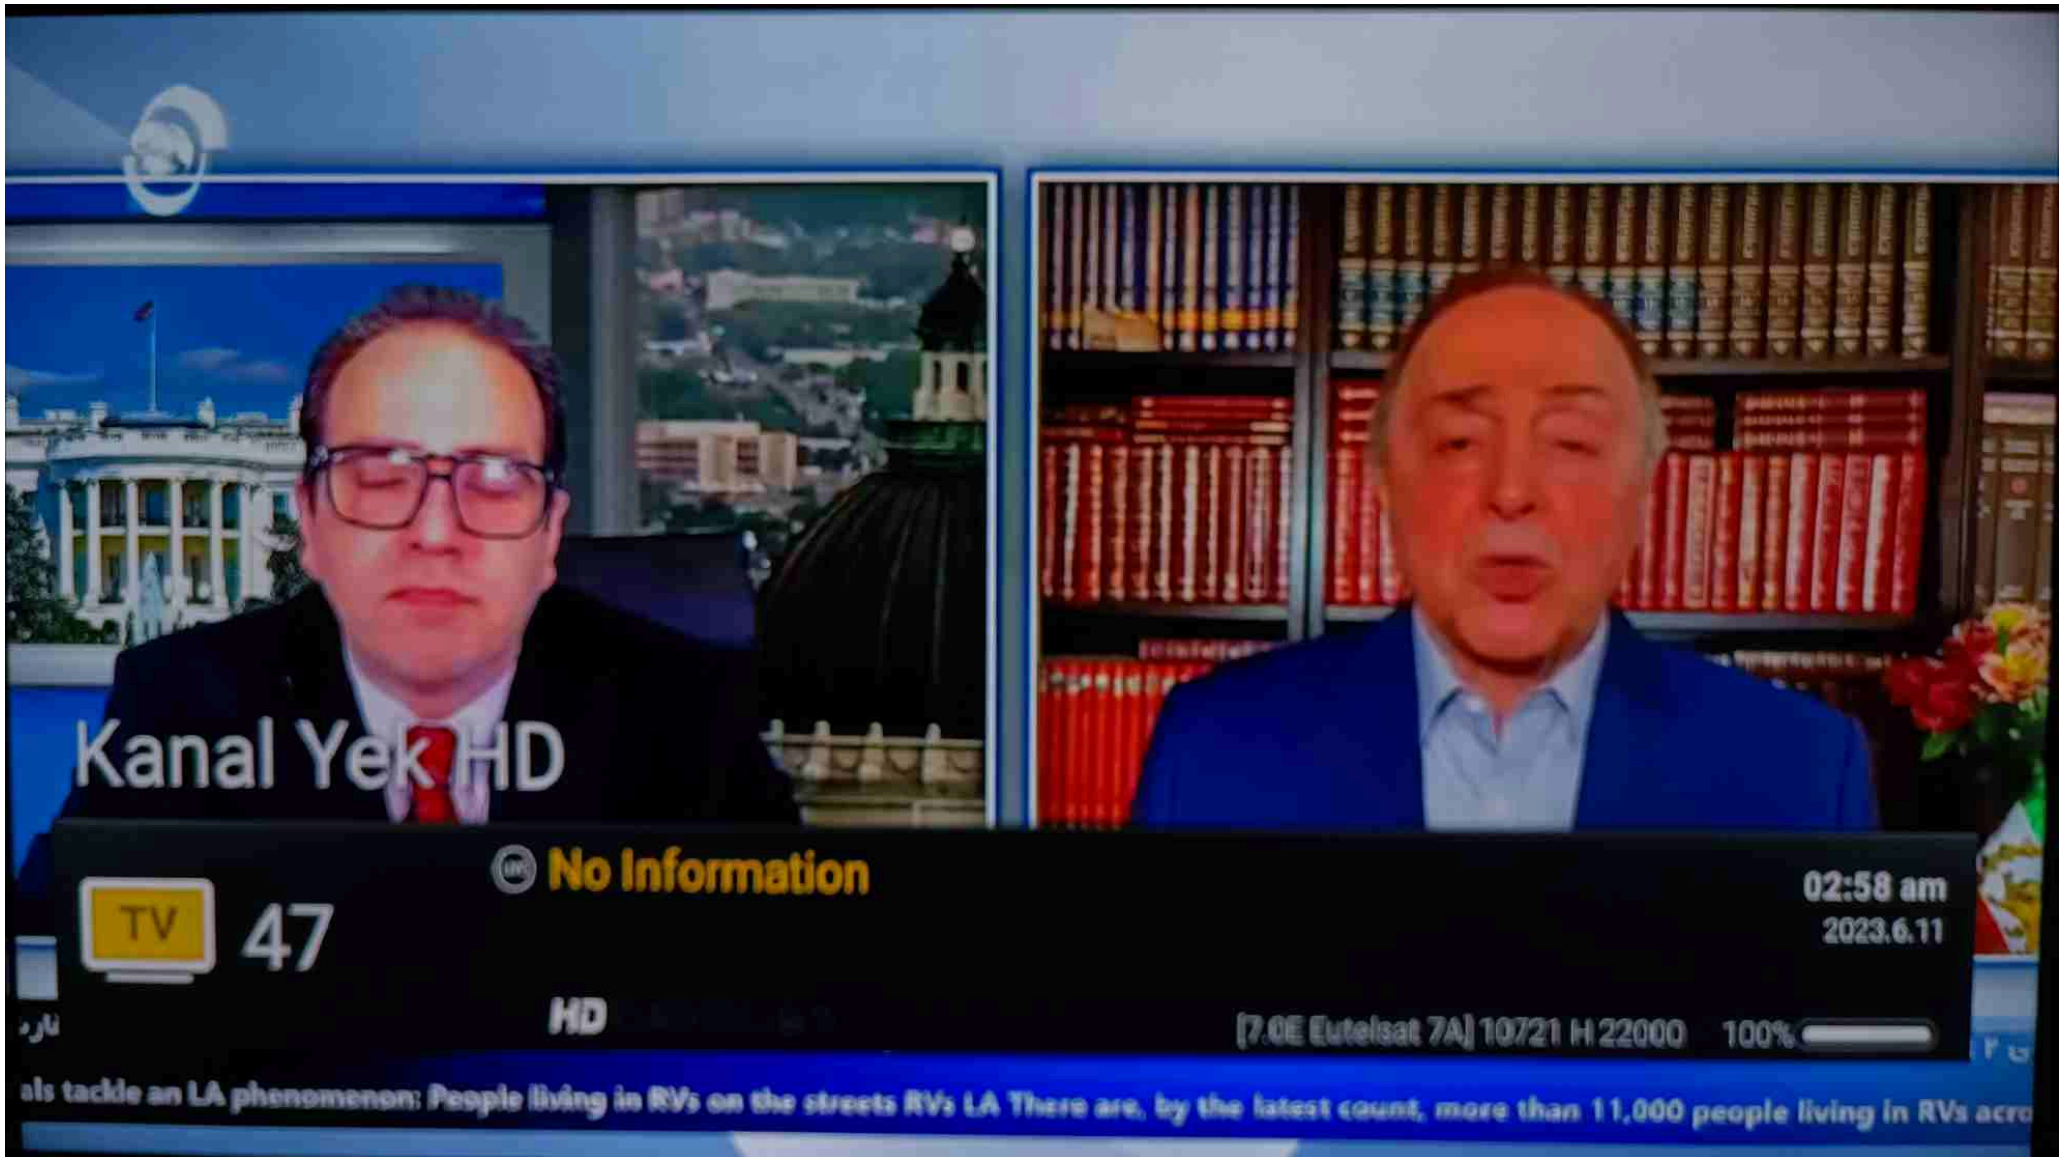 Kanal Yek HD
No Information
TV 47
02:58 am
2023.6.11
HD
[7.0E Eutelsat 7A] 10721 H 22000 100%
als tackle an LA phenomenon: People living in RVs on the streets RVs LA There are, by the latest count, more than 11,000 people living in RVs acro